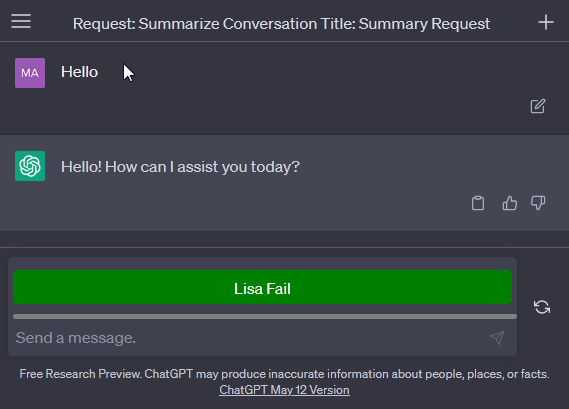 Request: Summarize Conversation Title: Summary Request
MA
Hello
Hello! How can I assist you today?
Lisa Fail
Send a message.
Free Research Preview. ChatGPT may produce inaccurate information about people, places, or facts.
ChatGPT May 12 Version